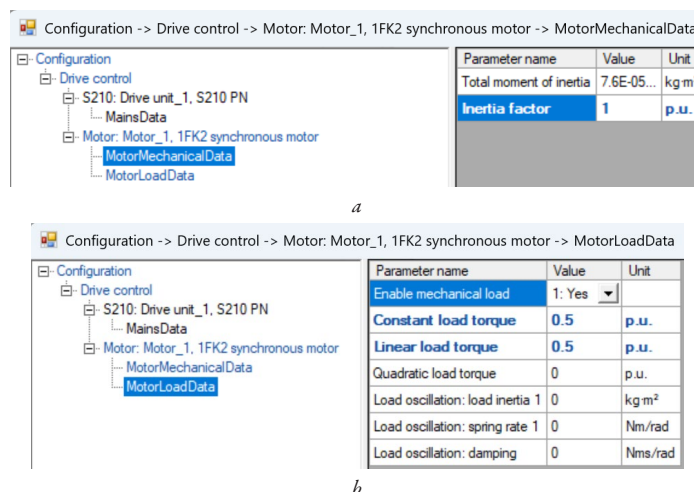 Configuration -> Drive control -> Motor: Motor_1, 1FK2 synchronous motor -> MotorMechanicalData
Configuration
Drive control
S210: Drive unit_1, S210 PN
MainsData
Motor: Motor_1, 1FK2 synchronous motor
MotorMechanicalData
MotorLoadData
Parameter name Value Unit
Total moment of inertia 7.6E-05... kg·m
Inertia factor 1 p.u.
a
Configuration -> Drive control -> Motor: Motor_1, 1FK2 synchronous motor -> MotorLoadData
Configuration
Drive control
S210: Drive unit_1, S210 PN
MainsData
Motor: Motor_1, 1FK2 synchronous motor
MotorMechanicalData
MotorLoadData
Parameter name Value Unit
Enable mechanical load 1: Yes
Constant load torque 0.5 p.u.
Linear load torque 0.5 p.u.
Quadratic load torque 0 p.u.
Load oscillation: load inertia 1 0 kg·m²
Load oscillation: spring rate 1 0 Nm/rad
Load oscillation: damping 0 Nms/rad
b